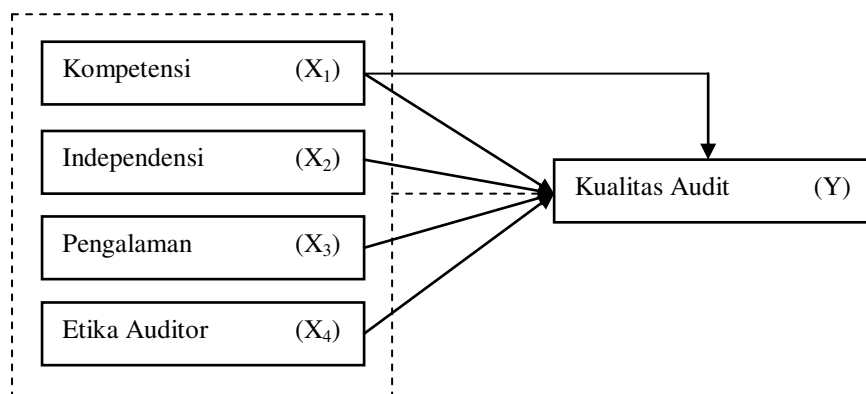 Kompetensi (X₁)
Independensi (X₂)
Kualitas Audit (Y)
Pengalaman (X₃)
Etika Auditor (X₄)